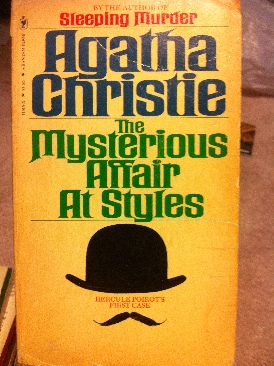 BY THE AUTHOR OF
Sleeping Murder
Agatha
Christie
The
Mysterious
Affair
At Styles
HERCULE POIROT'S
FIRST CASE